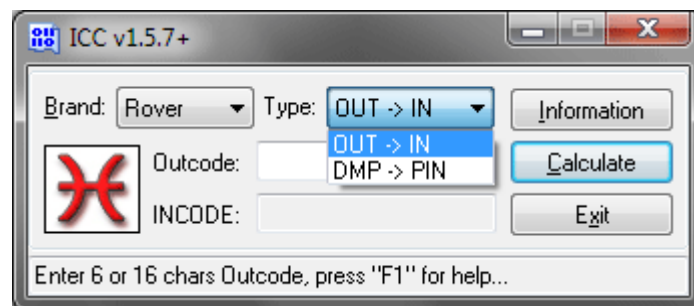 ICC v1.5.7+
Brand: Rover Type: OUT -> IN Information
OUT -> IN
DMP -> PIN
Outcode: Calculate
INCODE: Exit
Enter 6 or 16 chars Outcode, press "F1" for help...